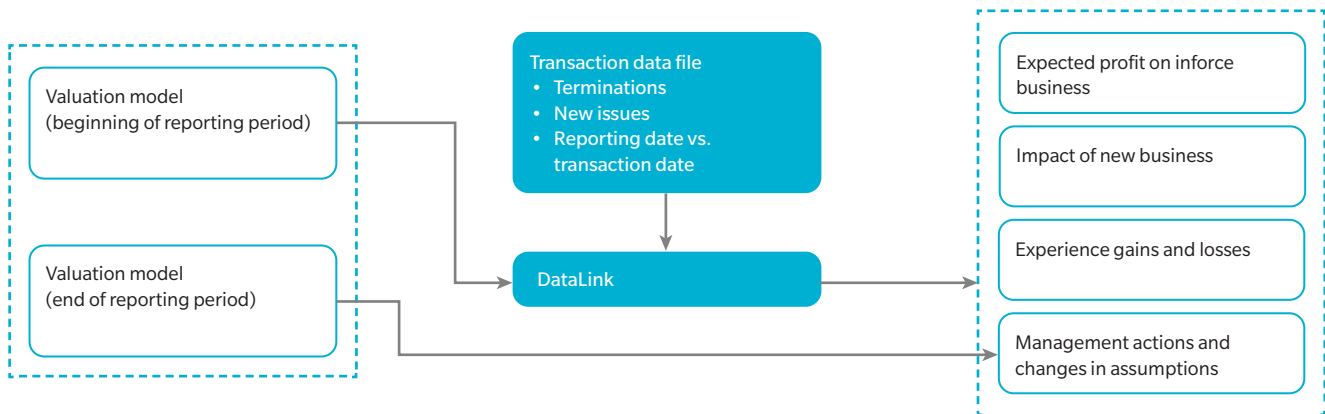 Valuation model
(beginning of reporting period)
Valuation model
(end of reporting period)
Transaction data file
• Terminations
• New issues
• Reporting date vs.
transaction date
DataLink
Expected profit on inforce
business
Impact of new business
Experience gains and losses
Management actions and
changes in assumptions